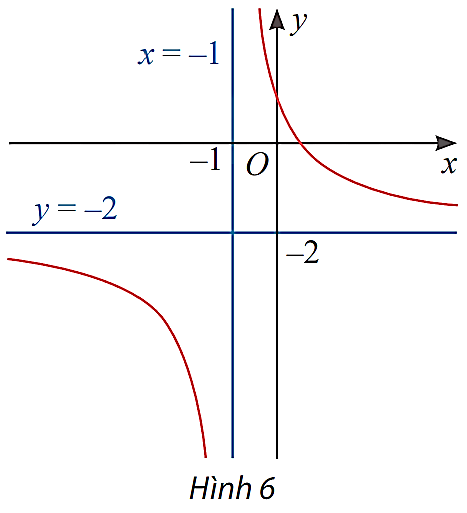 y
x = –1
–1
O
x
y = –2
–2
Hình 6